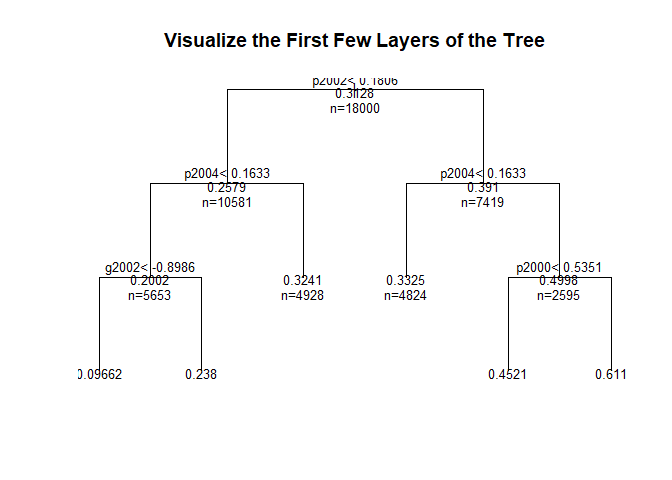 Visualize the First Few Layers of the Tree
p2002< 0.1806
0.3128
n=18000
p2004< 0.1633
0.2579
n=10581
p2004< 0.1633
0.391
n=7419
g2002< -0.8986
0.2002
n=5653
0.3241
n=4928
0.3325
n=4824
p2000< 0.5351
0.4998
n=2595
0.09662
0.238
0.4521
0.611